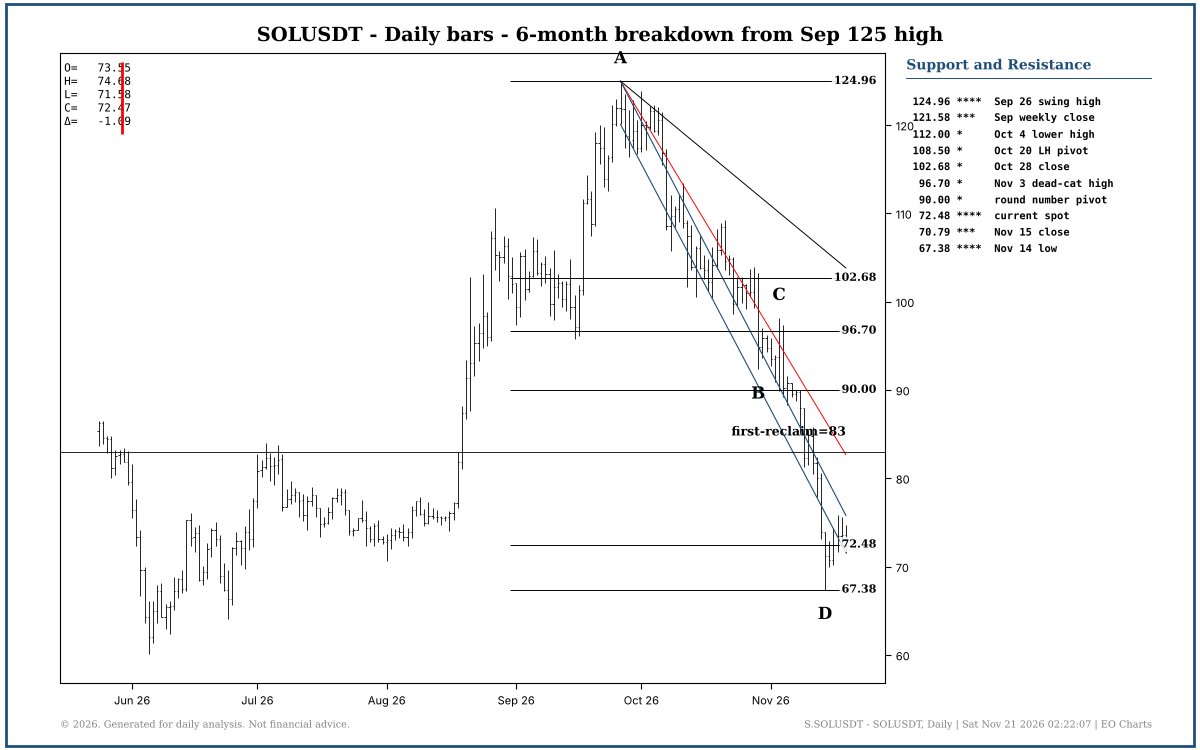 SOLUSDT - Daily bars - 6-month breakdown from Sep 125 high
O= 73.55
H= 74.68
L= 71.58
C= 72.47
Δ= -1.09
A
124.96
120
110
102.68
C
100
96.70
B
90.00
90
first-reclaim=83
80
72.48
70
67.38
D
60
Jun 26
Jul 26
Aug 26
Sep 26
Oct 26
Nov 26
Support and Resistance
124.96 **** Sep 26 swing high
121.58 *** Sep weekly close
112.00 * Oct 4 lower high
108.50 * Oct 20 LH pivot
102.68 * Oct 28 close
96.70 * Nov 3 dead-cat high
90.00 * round number pivot
72.48 **** current spot
70.79 *** Nov 15 close
67.38 **** Nov 14 low
© 2026. Generated for daily analysis. Not financial advice.
S.SOLUSDT - SOLUSDT, Daily | Sat Nov 21 2026 02:22:07 | EO Charts